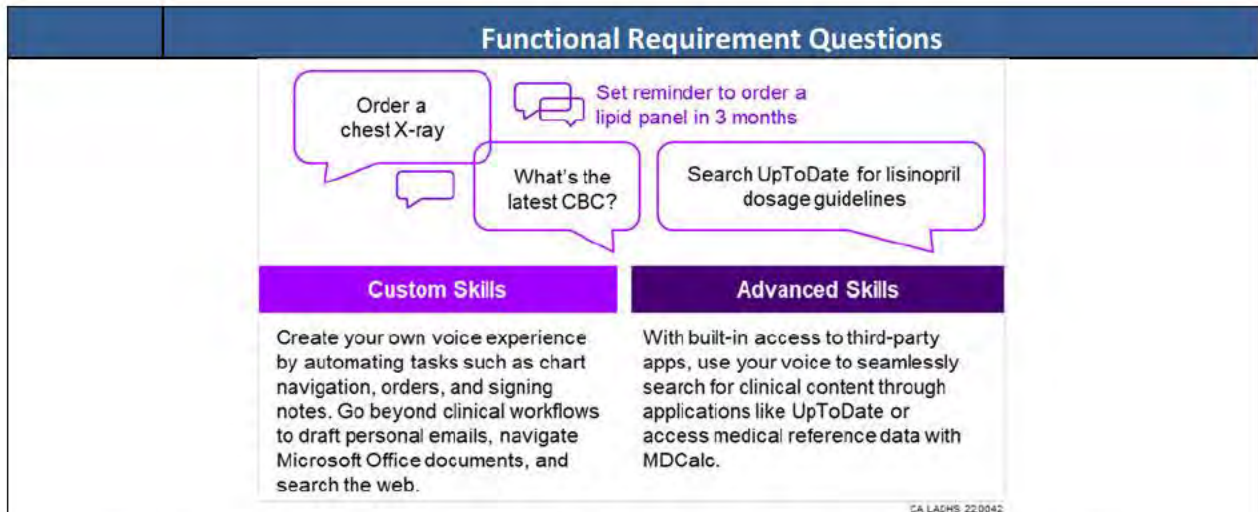 Functional Requirement Questions
Order a
chest X-ray
Set reminder to order a
lipid panel in 3 months
What's the
latest CBC?
Search UpToDate for lisinopril
dosage guidelines
Custom Skills
Create your own voice experience
by automating tasks such as chart
navigation, orders, and signing
notes. Go beyond clinical workflows
to draft personal emails, navigate
Microsoft Office documents, and
search the web.
Advanced Skills
With built-in access to third-party
apps, use your voice to seamlessly
search for clinical content through
applications like UpToDate or
access medical reference data with
MDCalc.
CA LADHS 220042